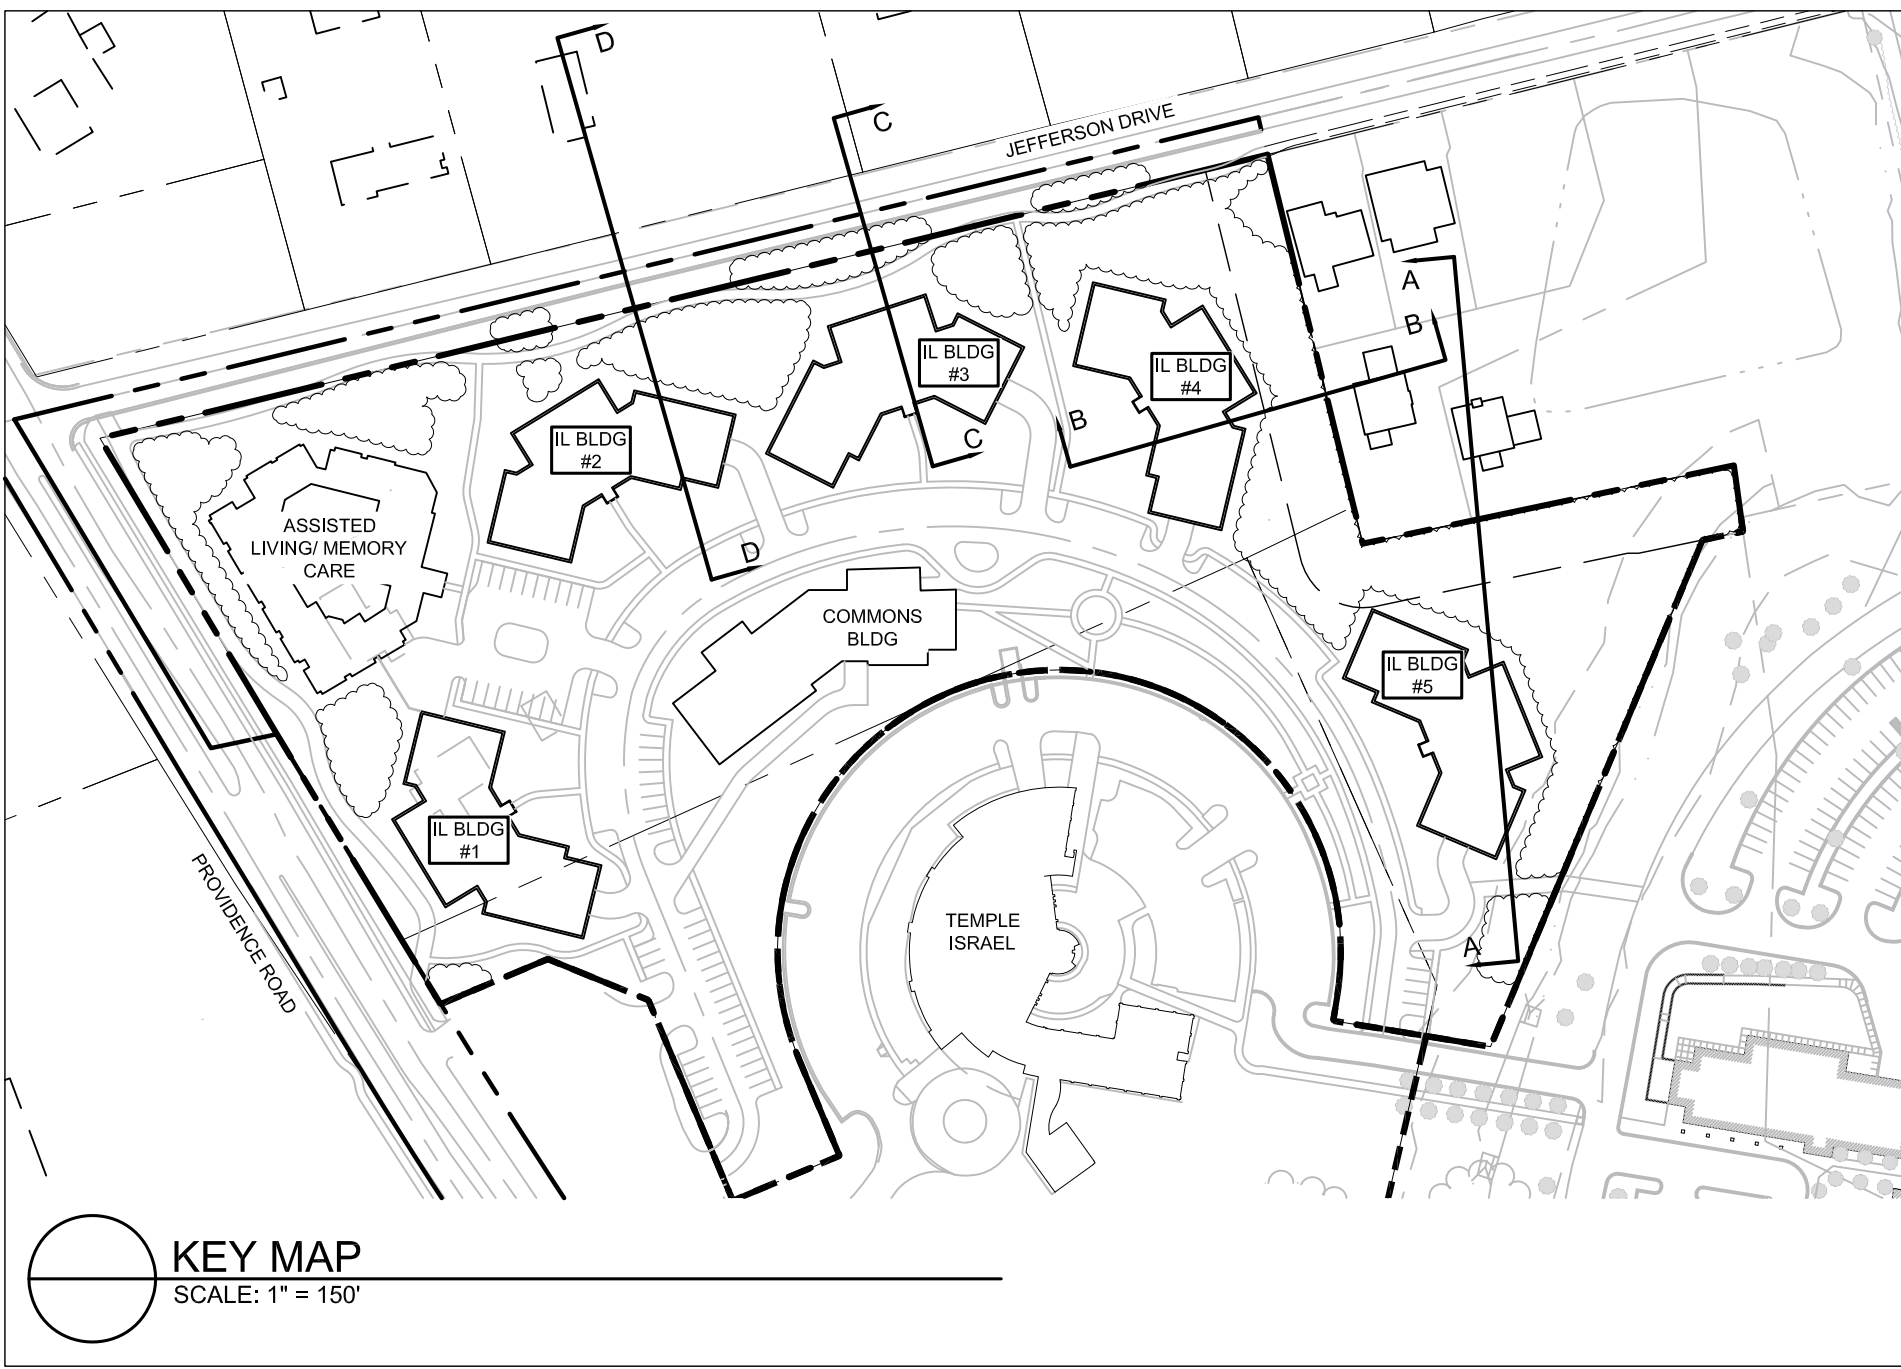 D
C
JEFFERSON DRIVE
A
B
IL BLDG
#3
IL BLDG
#4
B
C
IL BLDG
#2
ASSISTED
LIVING/ MEMORY
CARE
D
COMMONS
BLDG
IL BLDG
#5
IL BLDG
#1
PROVIDENCE ROAD
TEMPLE
ISRAEL
A
KEY MAP
SCALE: 1" = 150'